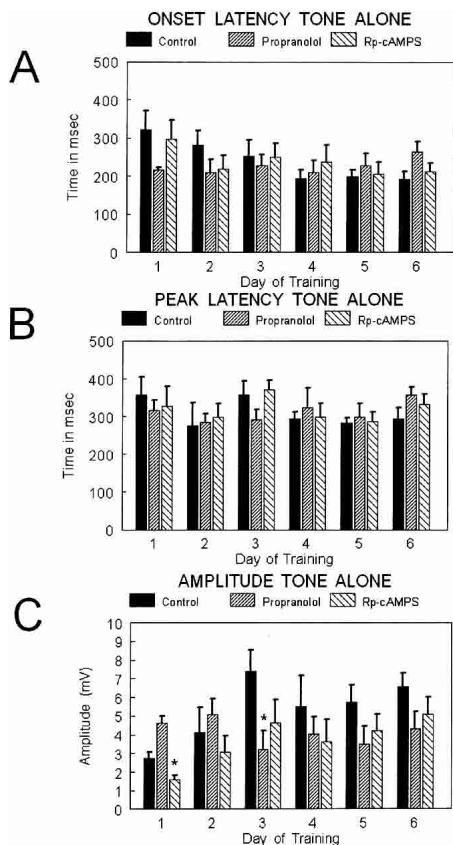 ONSET LATENCY TONE ALONE
Control Propranolol Rp-cAMPS
A
500
400
300
200
100
0
Time in msec
1 2 3 4 5 6
Day of Training
PEAK LATENCY TONE ALONE
B
Control Propranolol Rp-cAMPS
500
400
300
200
100
0
Time in msec
1 2 3 4 5 6
Day of Training
AMPLITUDE TONE ALONE
C
Control Propranolol Rp-cAMPS
10
9
8
7
6
5
4
3
2
1
0
Amplitude (mV)
*
*
1 2 3 4 5 6
Day of Training